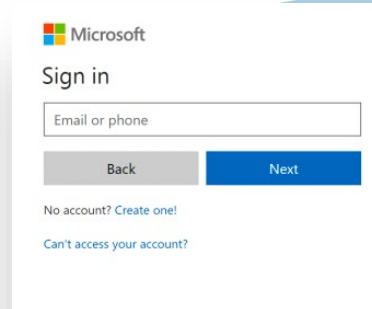 Microsoft
Sign in
Email or phone
Back Next
No account? Create one!
Can't access your account?